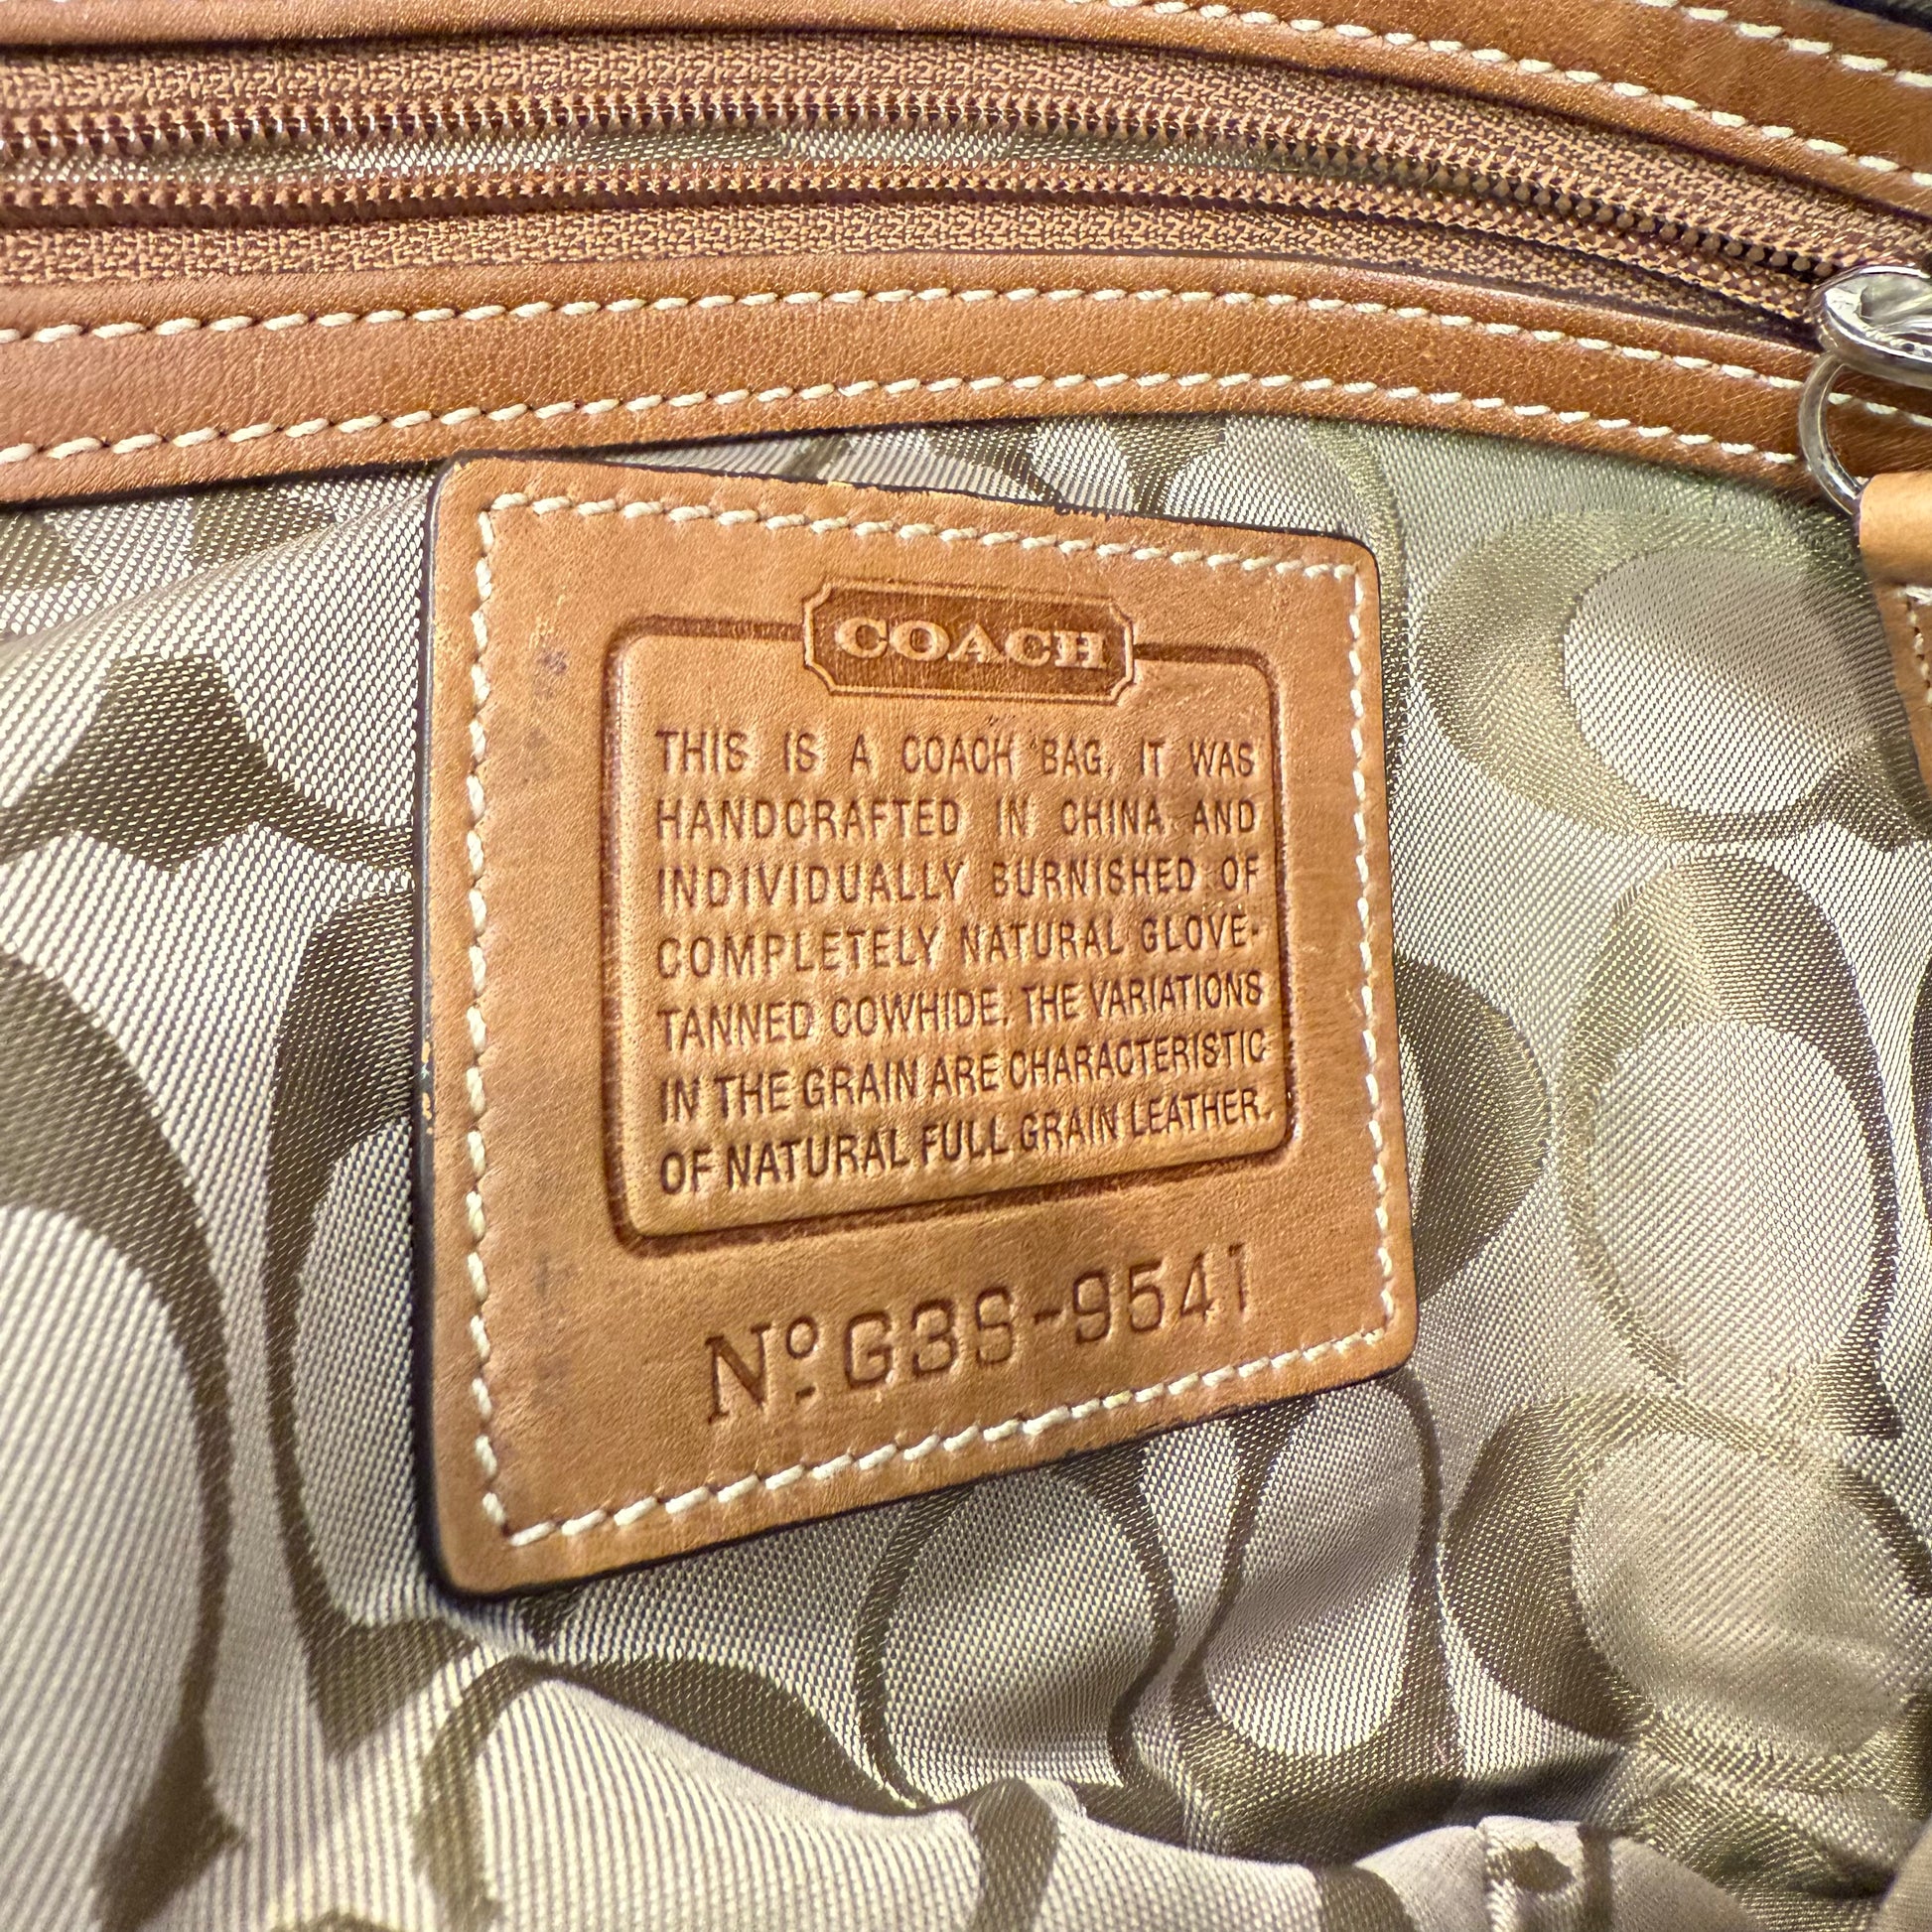 COACH
THIS IS A COACH BAG. IT WAS
HANDCRAFTED IN CHINA AND
INDIVIDUALLY BURNISHED OF
COMPLETELY NATURAL GLOVE-
TANNED COWHIDE. THE VARIATIONS
IN THE GRAIN ARE CHARACTERISTIC
OF NATURAL FULL GRAIN LEATHER.
Nº G3S-9541